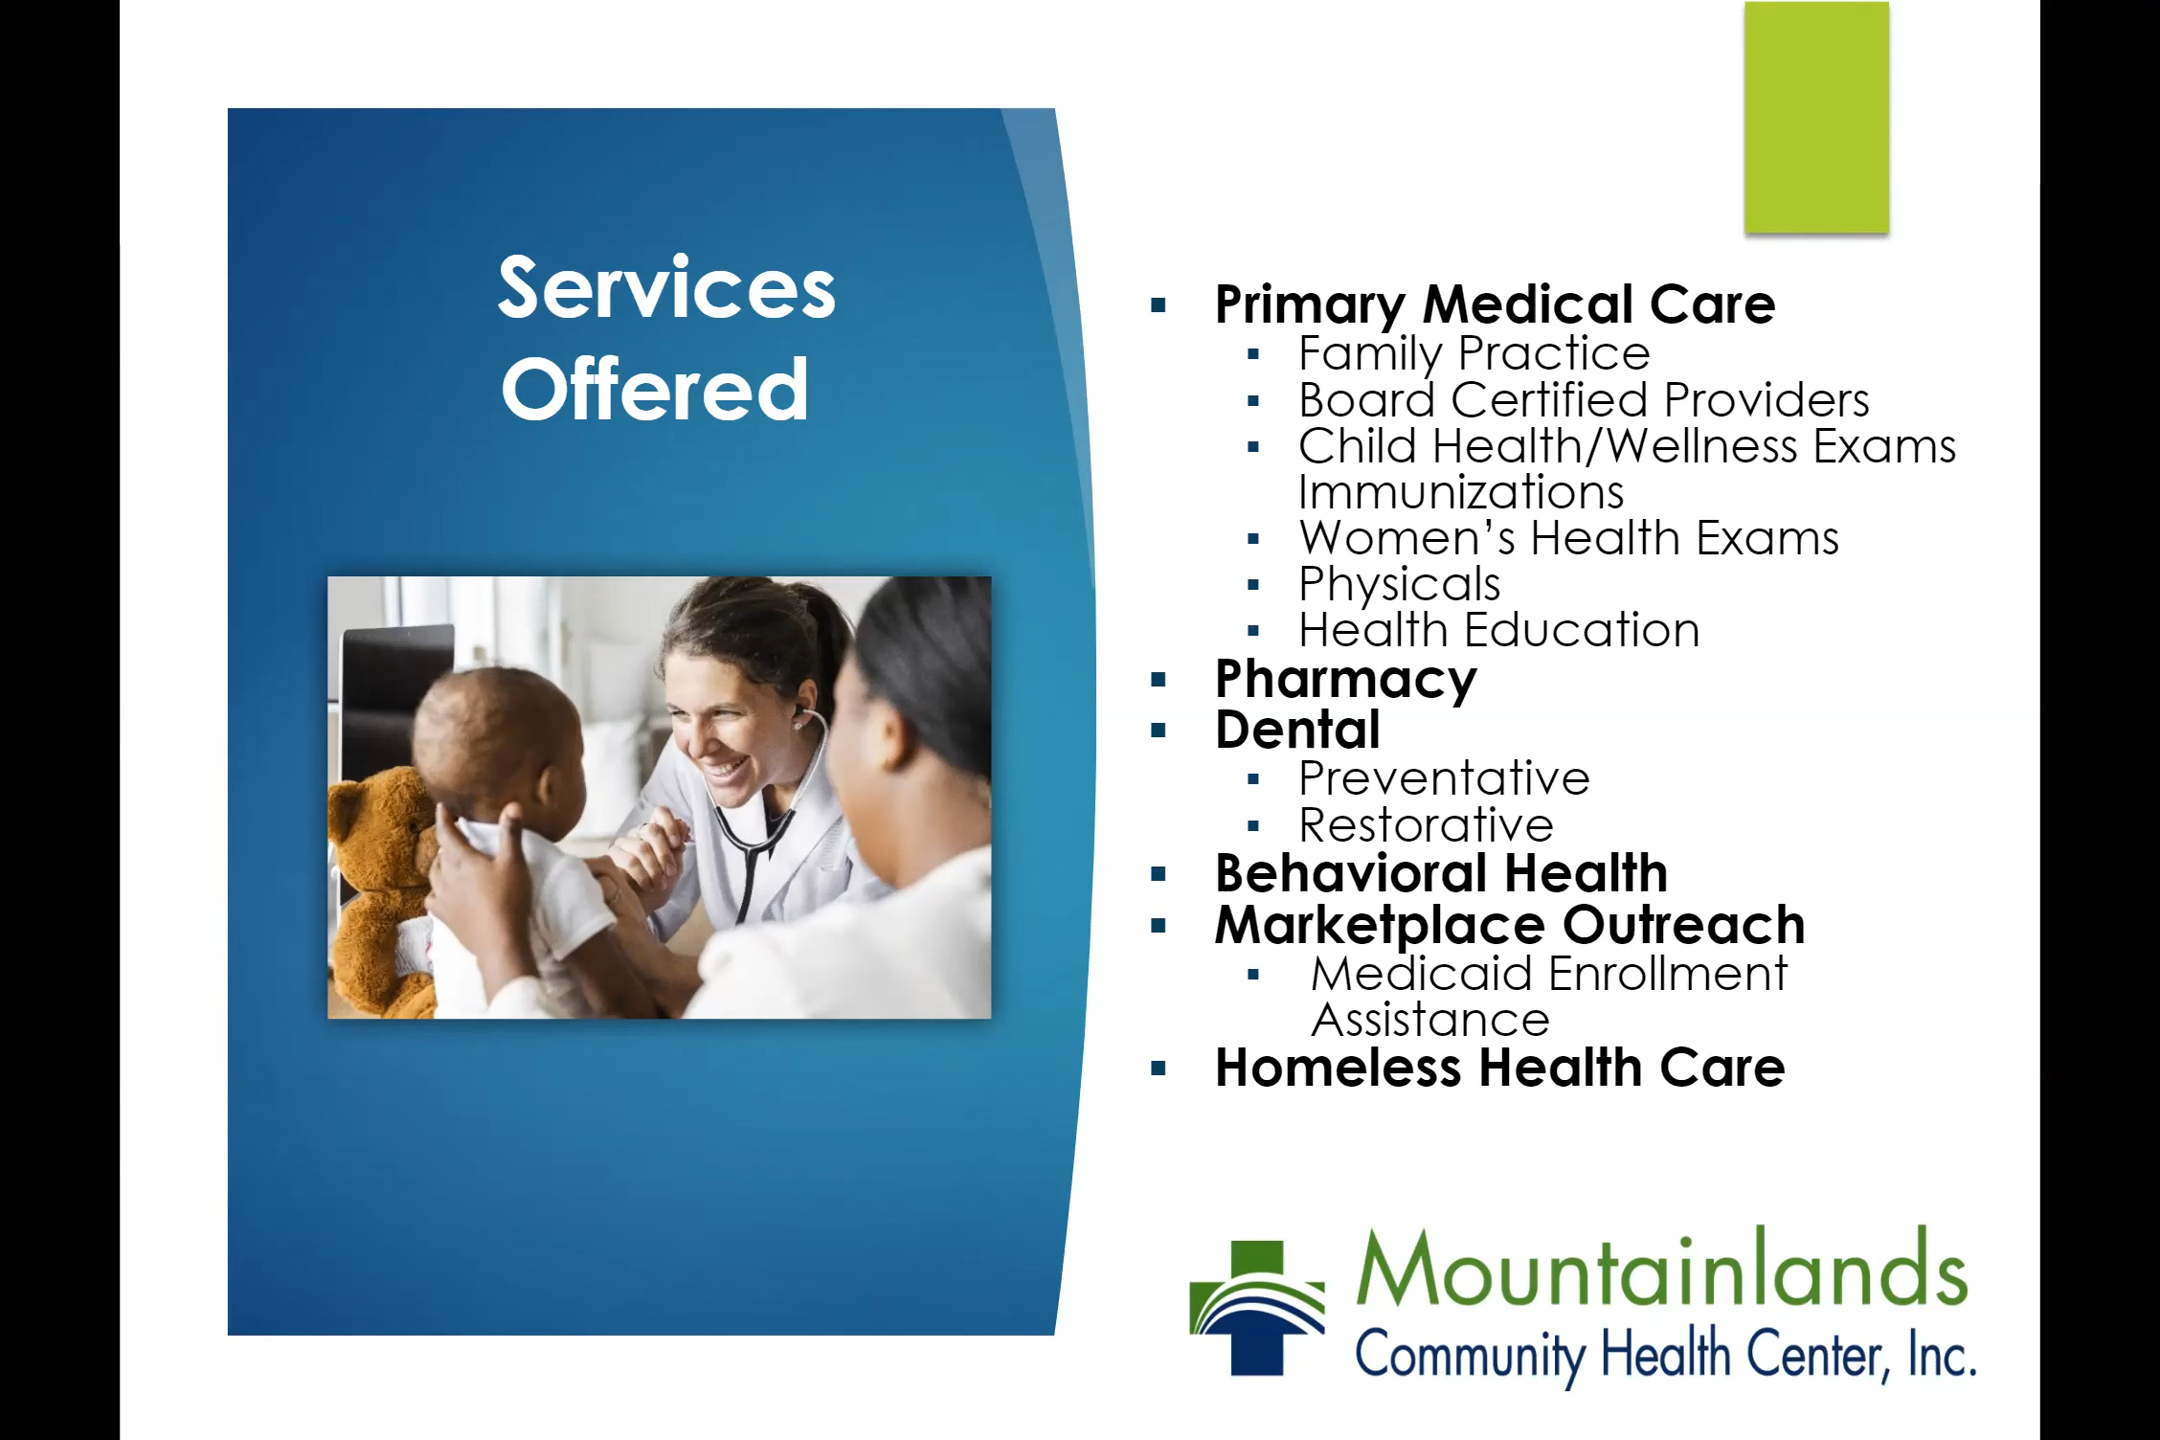 Services
Offered
▪ Primary Medical Care
▪ Family Practice
▪ Board Certified Providers
▪ Child Health/Wellness Exams
Immunizations
▪ Women’s Health Exams
▪ Physicals
▪ Health Education
▪ Pharmacy
▪ Dental
▪ Preventative
▪ Restorative
▪ Behavioral Health
▪ Marketplace Outreach
▪ Medicaid Enrollment
Assistance
▪ Homeless Health Care
Mountainlands
Community Health Center, Inc.